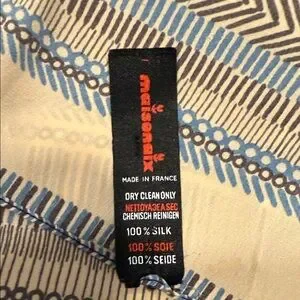 maisonaix
MADE IN FRANCE
DRY CLEAN ONLY
NETTOYAGE A SEC
CHEMISCH REINIGEN
100% SILK
100% SOIE
100% SEIDE